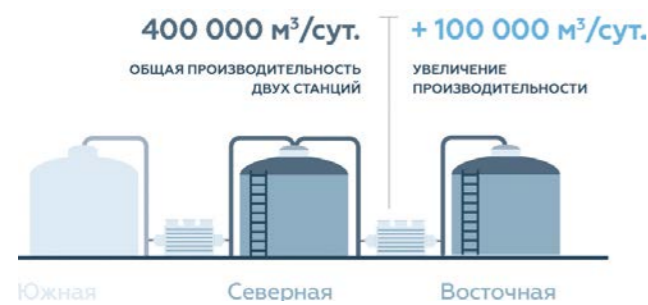 400 000 м³/сут.
ОБЩАЯ ПРОИЗВОДИТЕЛЬНОСТЬ
ДВУХ СТАНЦИЙ
+ 100 000 м³/сут.
УВЕЛИЧЕНИЕ
ПРОИЗВОДИТЕЛЬНОСТИ
Южная
Северная
Восточная